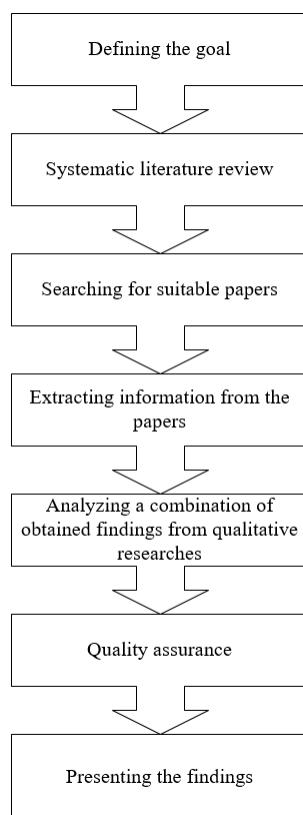 Defining the goal
Systematic literature review
Searching for suitable papers
Extracting information from the
papers
Analyzing a combination of
obtained findings from qualitative
researches
Quality assurance
Presenting the findings